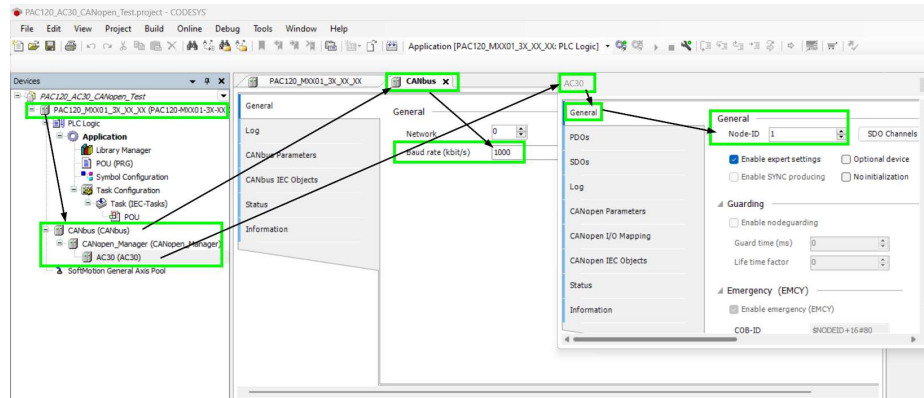 PAC120_AC30_CANopen_Test.project - CODESYS
File Edit View Project Build Online Debug Tools Window Help
Application [PAC120_MXX01_3X_XX_XX: PLC Logic]
Devices
PAC120_AC30_CANopen_Test
PAC120_MXX01_3X_XX_XX (PAC120-MXX01-3X-XX
PLC Logic
Application
Library Manager
POU (PRG)
Symbol Configuration
Task Configuration
Task (IEC-Tasks)
POU
CANbus (CANbus)
CANopen_Manager (CANopen_Manager)
AC30 (AC30)
SoftMotion General Axis Pool
PAC120_MXX01_3X_XX_XX
CANbus
General
Log
CANbus Parameters
CANbus IEC Objects
Status
Information
General
Network 0
Baud rate (kbit/s) 1000
AC30
General
PDOs
SDOs
Log
CANopen Parameters
CANopen I/O Mapping
CANopen IEC Objects
Status
Information
General
Node-ID 1 SDO Channels
Enable expert settings Optional device
Enable SYNC producing No initialization
Guarding
Enable nodeguarding
Guard time (ms) 0
Life time factor 0
Emergency (EMCY)
Enable emergency (EMCY)
COB-ID $NODEID+16#80